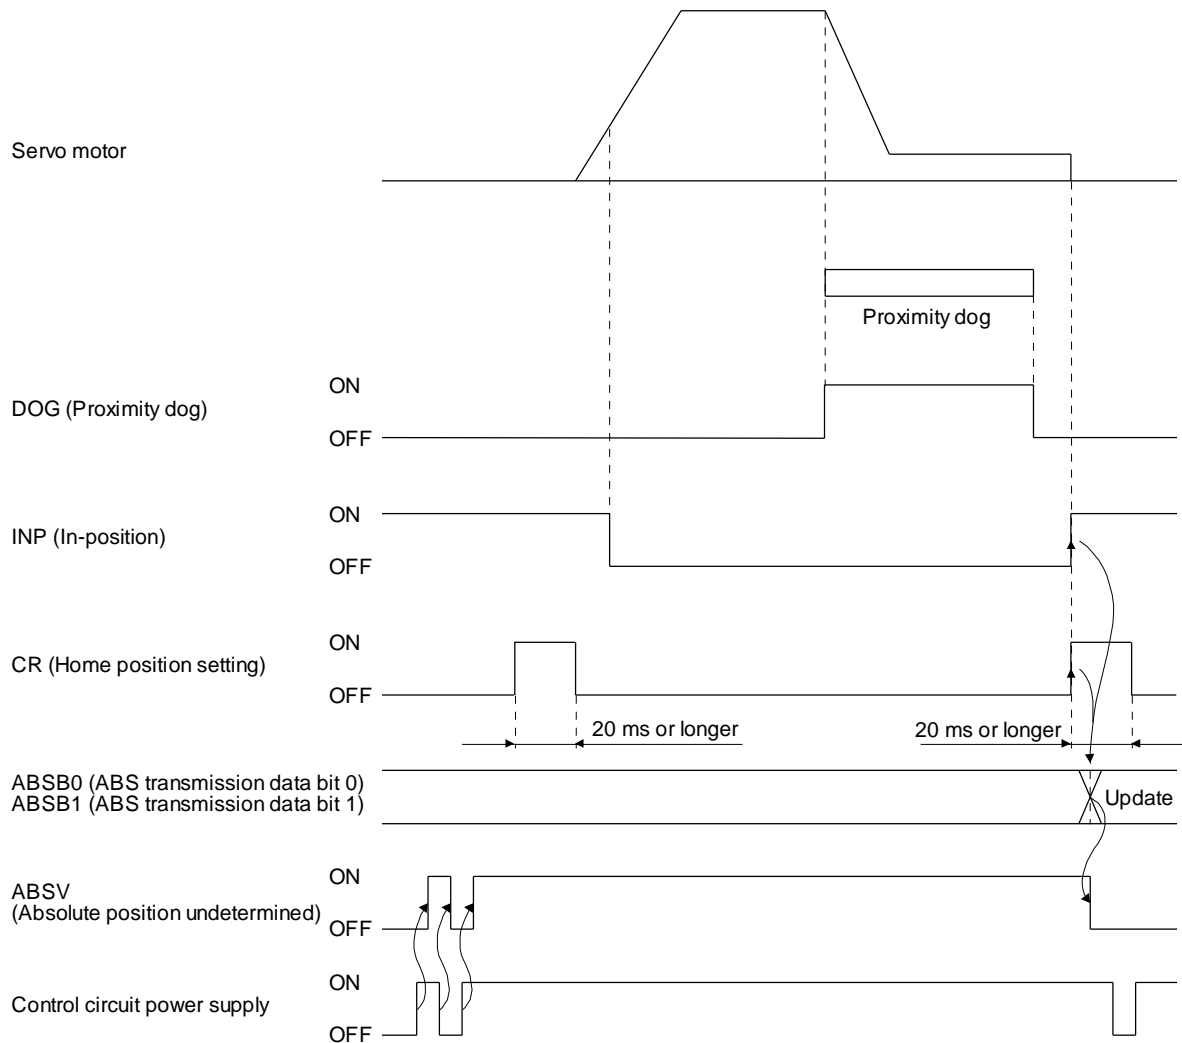 Servo motor
Proximity dog
ON
DOG (Proximity dog)
OFF
ON
INP (In-position)
OFF
ON
CR (Home position setting)
OFF
20 ms or longer
20 ms or longer
ABSB0 (ABS transmission data bit 0)
ABSB1 (ABS transmission data bit 1)
Update
ON
ABSV
(Absolute position undetermined)
OFF
ON
Control circuit power supply
OFF